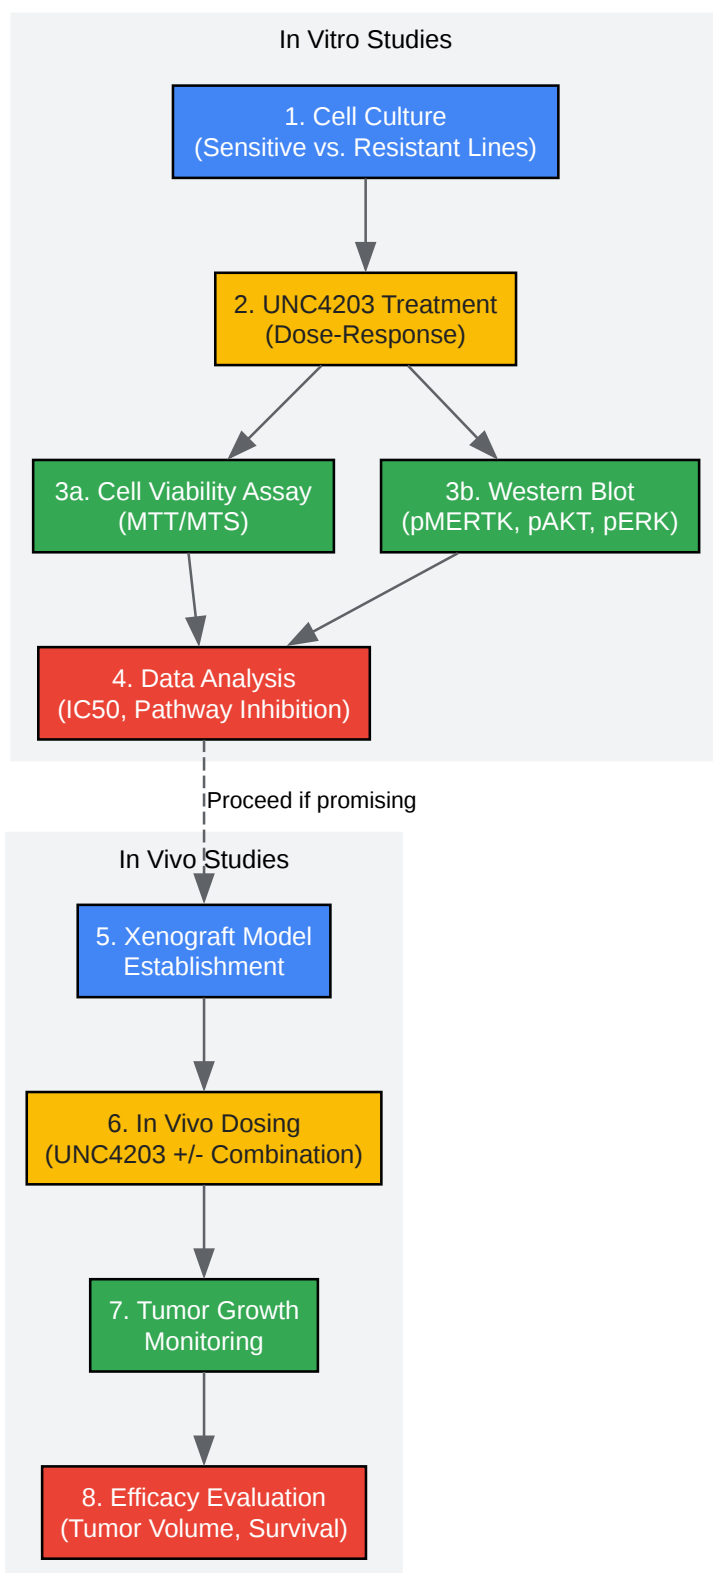 In Vitro Studies
1. Cell Culture
(Sensitive vs. Resistant Lines)
2. UNC4203 Treatment
(Dose-Response)
3a. Cell Viability Assay
(MTT/MTS)
3b. Western Blot
(pMERTK, pAKT, pERK)
4. Data Analysis
(IC50, Pathway Inhibition)
Proceed if promising
In Vivo Studies
5. Xenograft Model
Establishment
6. In Vivo Dosing
(UNC4203 +/- Combination)
7. Tumor Growth
Monitoring
8. Efficacy Evaluation
(Tumor Volume, Survival)